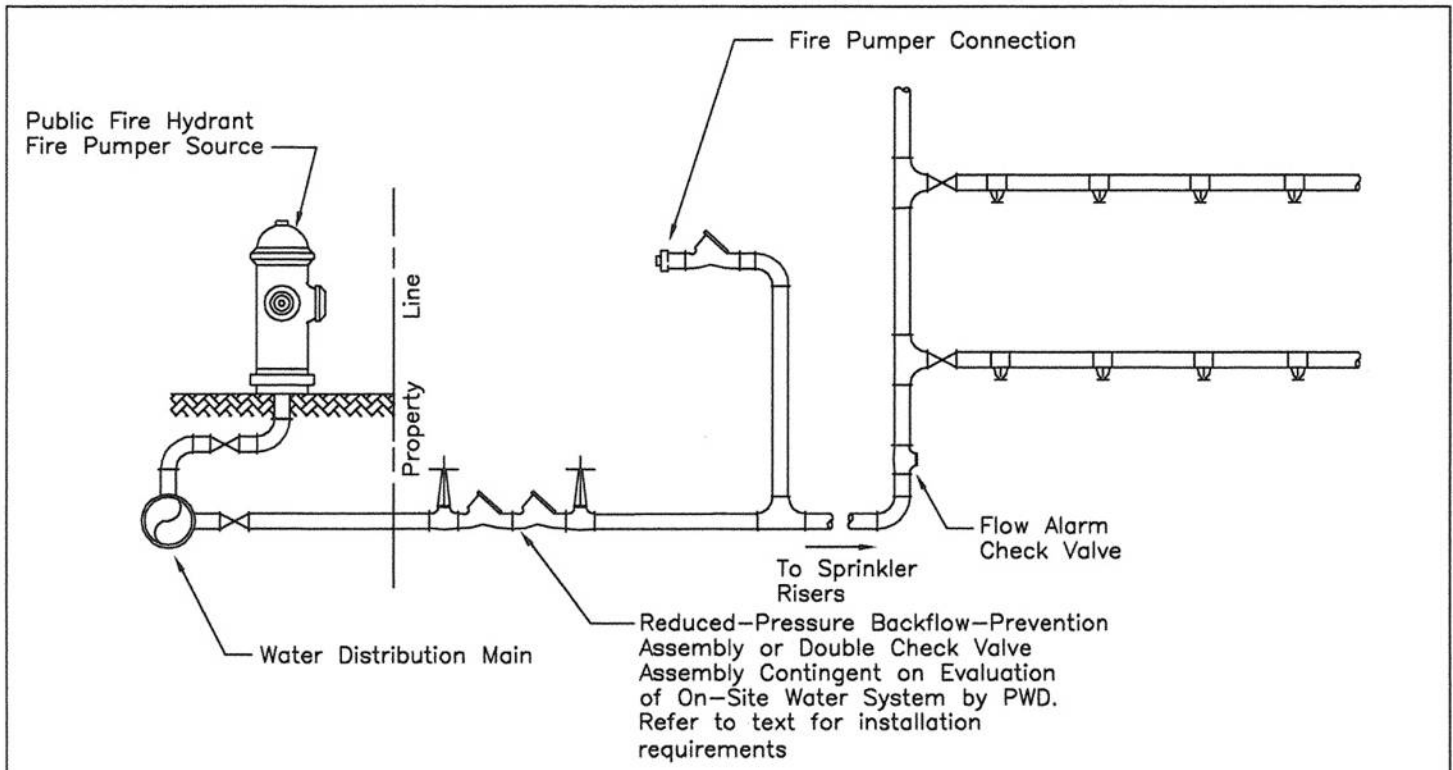 Fire Pumper Connection
Public Fire Hydrant
Fire Pumper Source
Property Line
Flow Alarm
Check Valve
To Sprinkler
Risers
Water Distribution Main
Reduced-Pressure Backflow-Prevention
Assembly or Double Check Valve
Assembly Contingent on Evaluation
of On-Site Water System by PWD.
Refer to text for installation
requirements